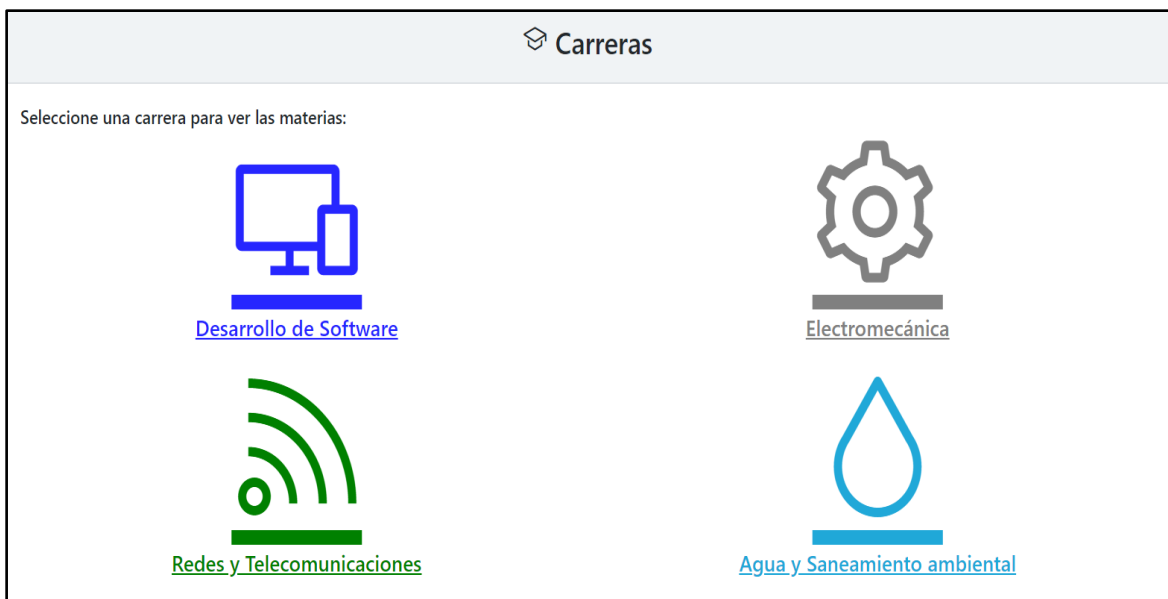 Carreras
Seleccione una carrera para ver las materias:
Desarrollo de Software
Electromecánica
Redes y Telecomunicaciones
Agua y Saneamiento ambiental